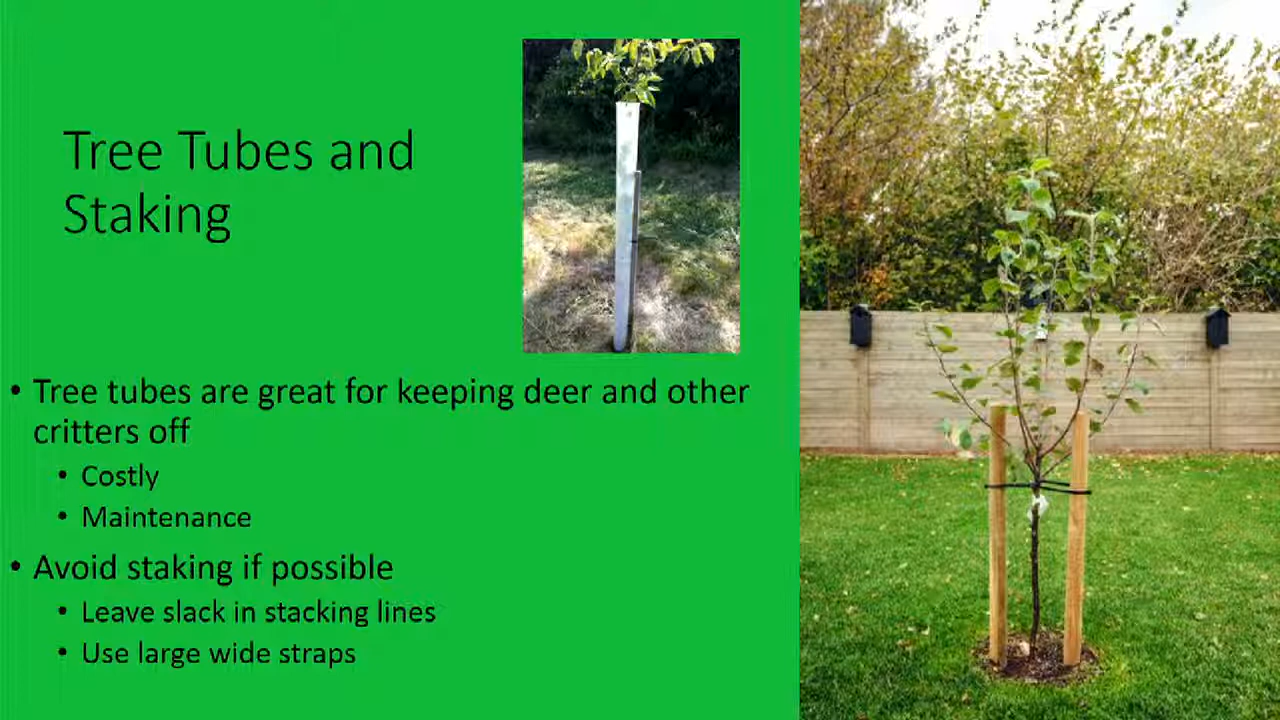 Tree Tubes and
Staking
• Tree tubes are great for keeping deer and other
critters off
• Costly
• Maintenance
• Avoid staking if possible
• Leave slack in stacking lines
• Use large wide straps